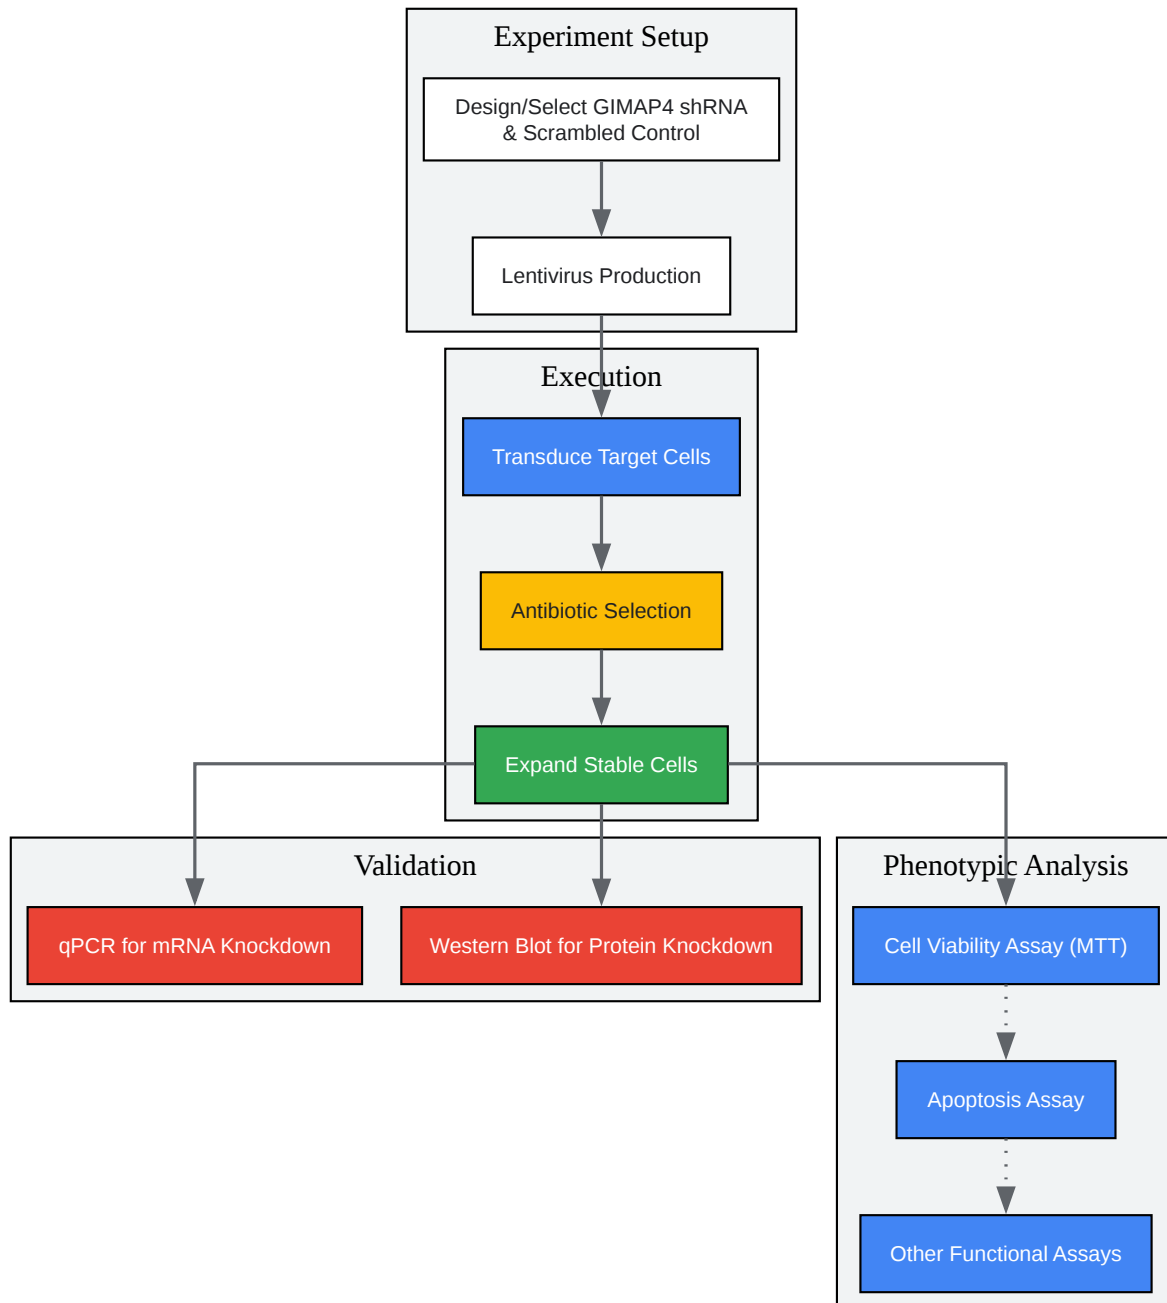 Experiment Setup
Design/Select GIMAP4 shRNA
& Scrambled Control
Lentivirus Production
Execution
Transduce Target Cells
Antibiotic Selection
Expand Stable Cells
Validation
qPCR for mRNA Knockdown
Western Blot for Protein Knockdown
Phenotypic Analysis
Cell Viability Assay (MTT)
Apoptosis Assay
Other Functional Assays